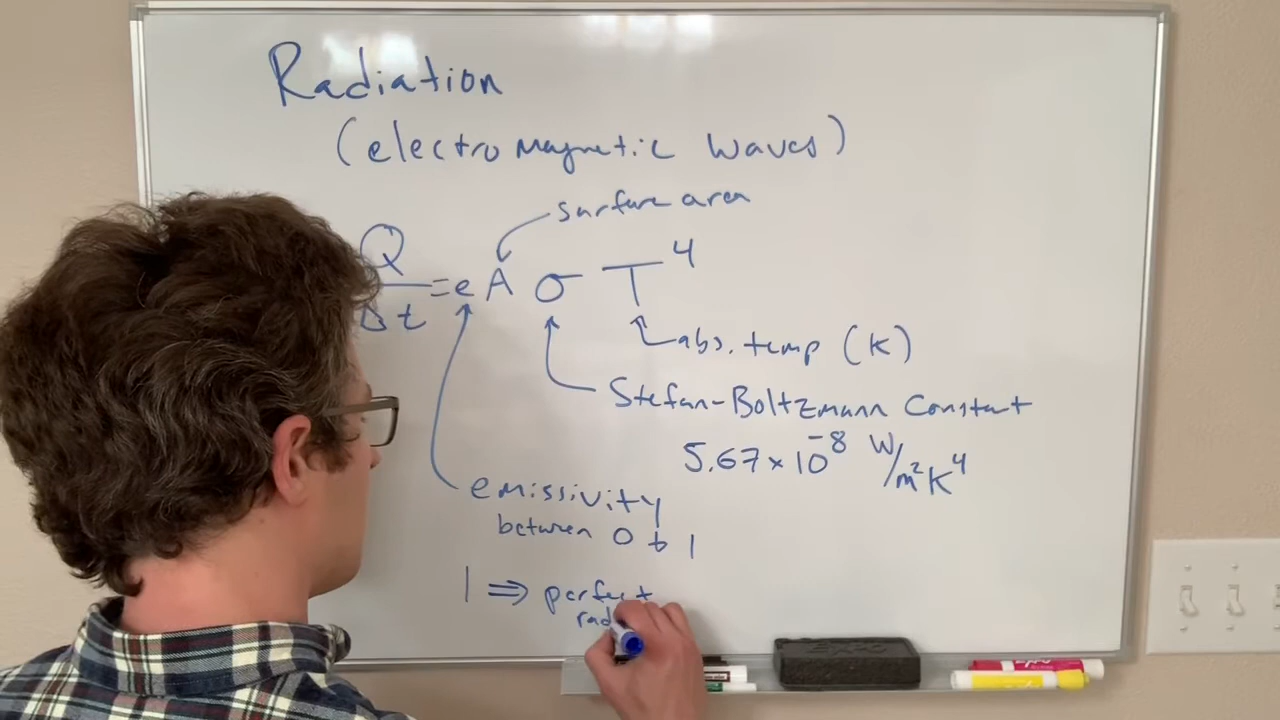 Radiation
(electromagnetic waves)
surface area
Q
Δt
= e A σ T⁴
abs. temp (K)
Stefan-Boltzmann Constant
5.67 x 10⁻⁸ W/m²K⁴
emissivity
between 0 to 1
1 ⇒ perfect
rad
EXPO